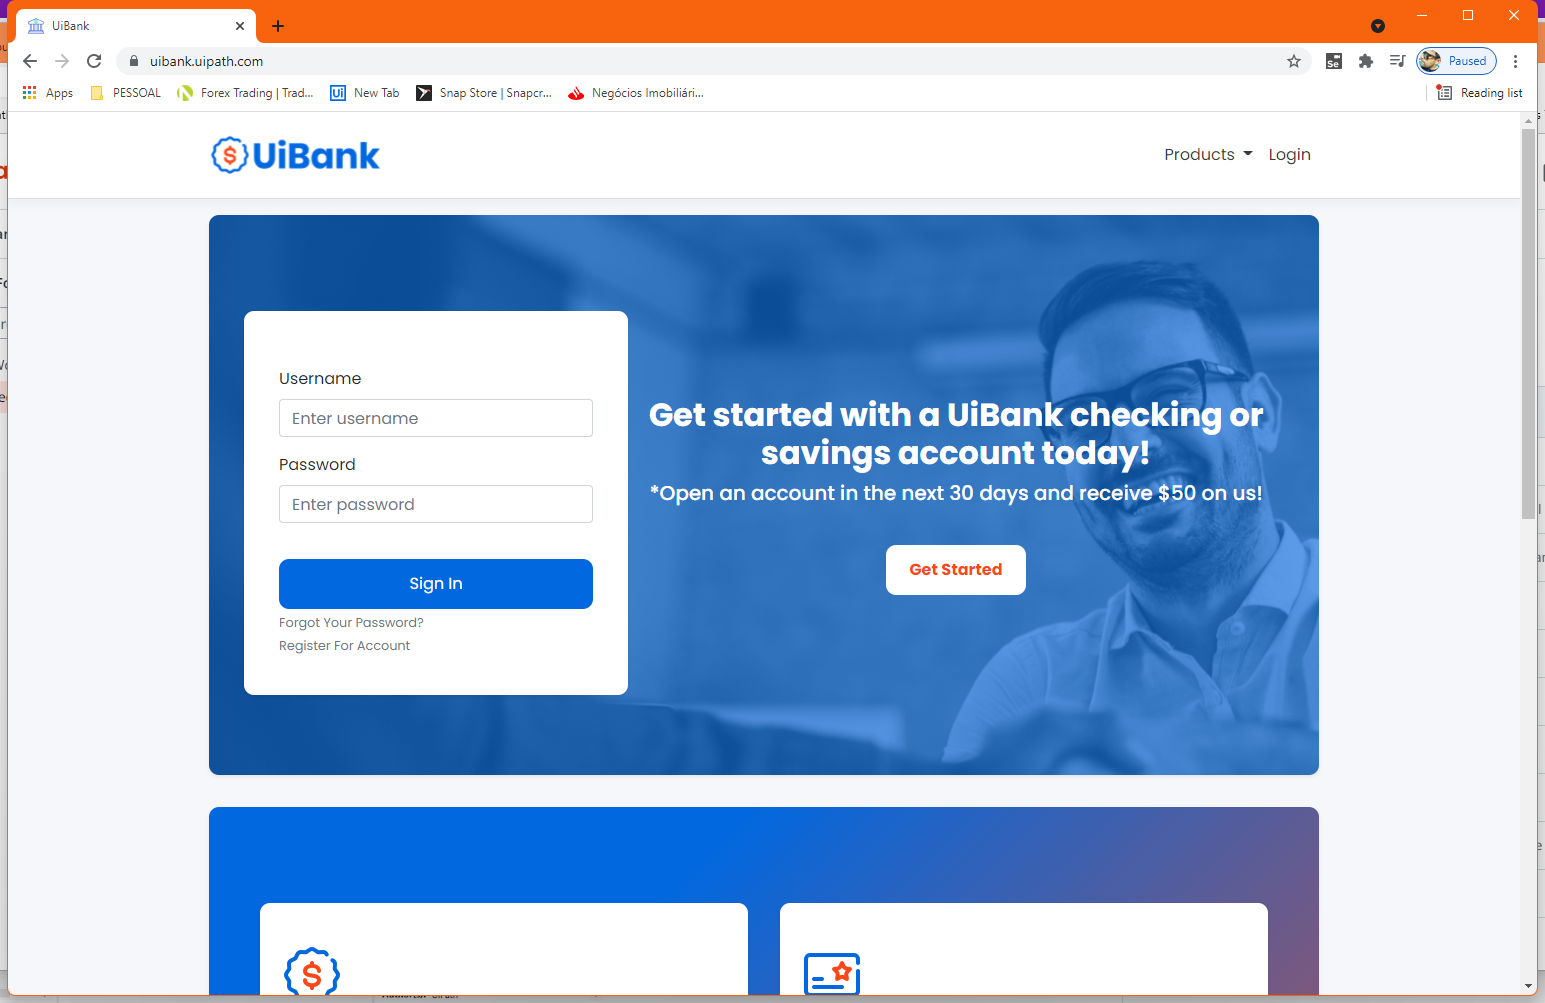 UiBank
uibank.uipath.com
Se
Paused
Apps
PESSOAL
Forex Trading | Trad...
Ui
New Tab
Snap Store | Snapcr...
Negócios Imobiliári...
Reading list
$
UiBank
Products
Login
Username
Enter username
Password
Enter password
Sign In
Forgot Your Password?
Register For Account
Get started with a UiBank checking or
savings account today!
*Open an account in the next 30 days and receive $50 on us!
Get Started
$